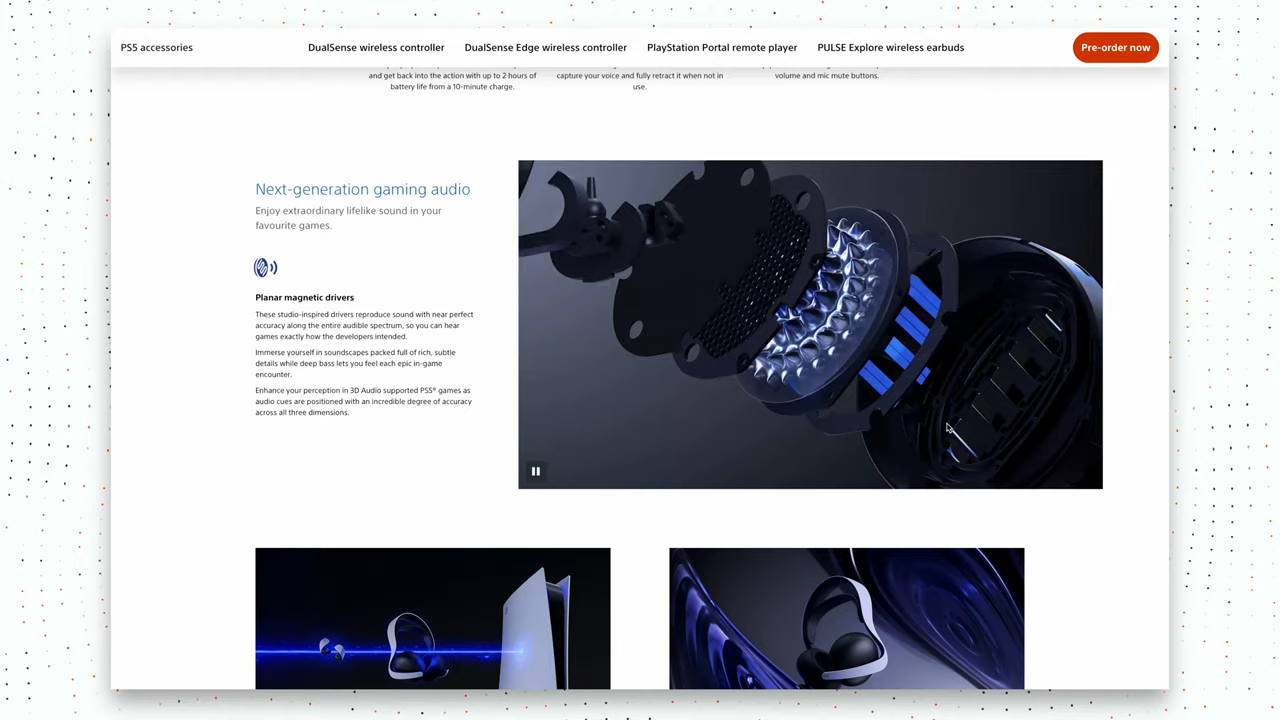 PS5 accessories
DualSense wireless controller
DualSense Edge wireless controller
PlayStation Portal remote player
PULSE Explore wireless earbuds
Pre-order now
and get back into the action with up to 2 hours of
battery life from a 10-minute charge.
capture your voice and fully retract it when not in
use.
volume and mic mute buttons.
Next-generation gaming audio
Enjoy extraordinary lifelike sound in your
favourite games.
Planar magnetic drivers
These studio-inspired drivers reproduce sound with near perfect
accuracy along the entire audible spectrum, so you can hear
games exactly how the developers intended.
Immerse yourself in soundscapes packed full of rich, subtle
details while deep bass lets you feel each epic in-game
encounter.
Enhance your perception in 3D Audio supported PS5® games as
audio cues are positioned with an incredible degree of accuracy
across all three dimensions.